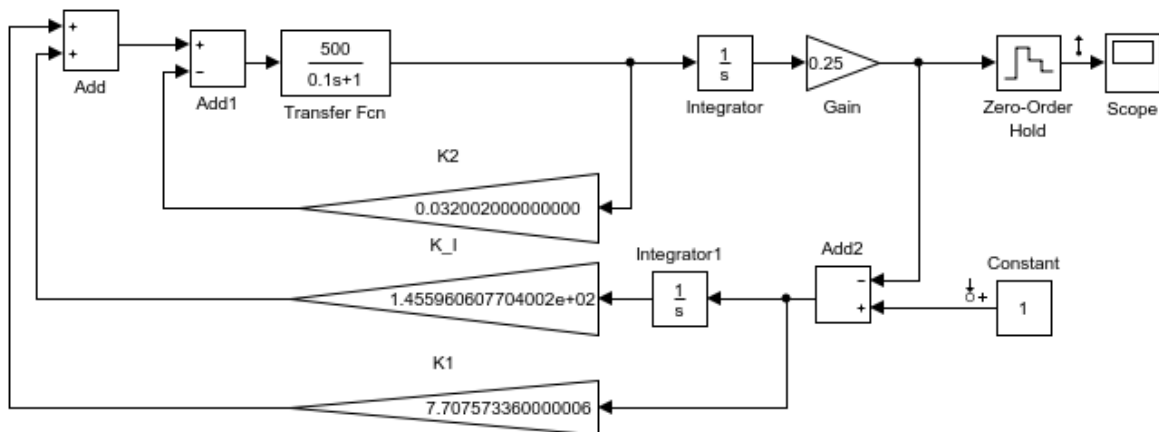 +
+
Add
+
−
Add1
500
0.1s+1
Transfer Fcn
1
s
Integrator
0.25
Gain
Zero-Order
Hold
Scope
K2
0.032002000000000
K_I
1.455960607704002e+02
Integrator1
1
s
Add2
−
+
Constant
+
1
K1
7.707573360000006